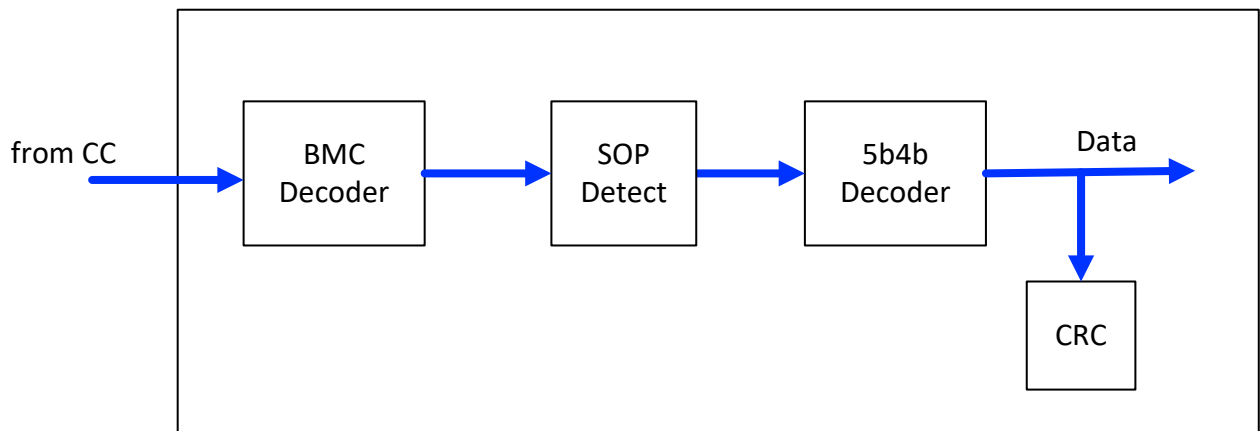 from CC
BMC
Decoder
SOP
Detect
5b4b
Decoder
Data
CRC